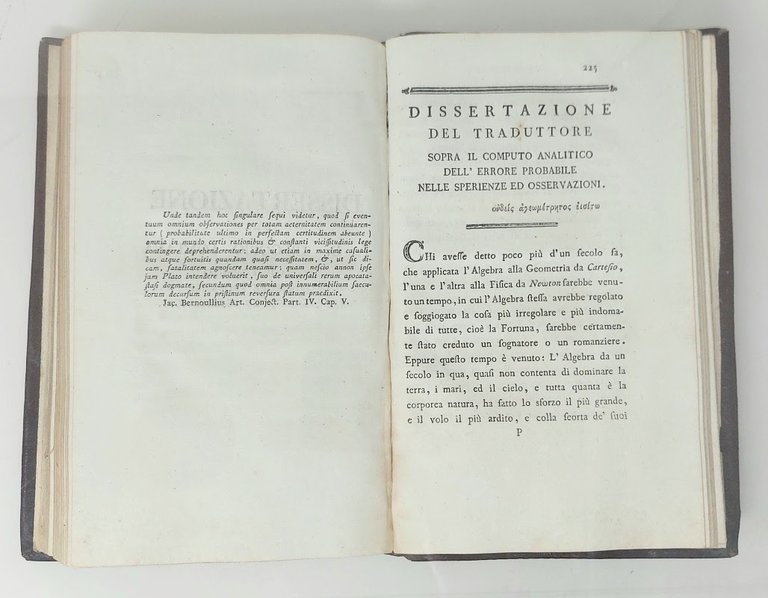 Unde tandem hoc ſingulare ſequi videtur, quod ſi even-
tuum omnium obſervationes per totam aeternitatem continuaren-
tur ( probabilitate ultimo in perfectam certitudinem abeunte )
omnia in mundo certis rationibus & conſtanti viciſſitudinis lege
contingere deprehenderentur: adeo ut etiam in maxime caſuali-
bus atque fortuitis quandam quaſi neceſſitatem, &, ut ſic di-
cam, fatalitatem agnoſcere teneamur; quam neſcio annon ipſe
jam Plato intendere voluerit, ſuo de univerſali rerum apocata-
ſtaſi dogmate, ſecundum quod omnia poſt innumerabilium ſaecu-
lorum decurſum in priſtinum reverſura ſtatum praedixit.
Jac. Bernoullius Art. Conject. Part. IV. Cap. V.
225
DISSERTAZIONE
DEL TRADUTTORE
SOPRA IL COMPUTO ANALITICO
DELL' ERRORE PROBABILE
NELLE SPERIENZE ED OSSERVAZIONI.
ουδεις αγεωμετρητος εισιτω
CHi aveſſe detto poco più d'un ſecolo fa,
che applicata l'Algebra alla Geometria da Carteſio,
l'una e l'altra alla Fiſica da Newton ſarebbe venu-
to un tempo, in cui l'Algebra ſteſſa avrebbe regolato
e ſoggiogato la coſa più irregolare e più indoma-
bile di tutte, cioè la Fortuna, ſarebbe certamen-
te ſtato creduto un ſognatore o un romanziere.
Eppure queſto tempo è venuto: L'Algebra da un
ſecolo in qua, quaſi non contenta di dominare la
terra, i mari, ed il cielo, e tutta quanta è la
corporea natura, ha fatto lo sforzo il più grande,
e il volo il più ardito, e colla ſcorta de' ſuoi
P